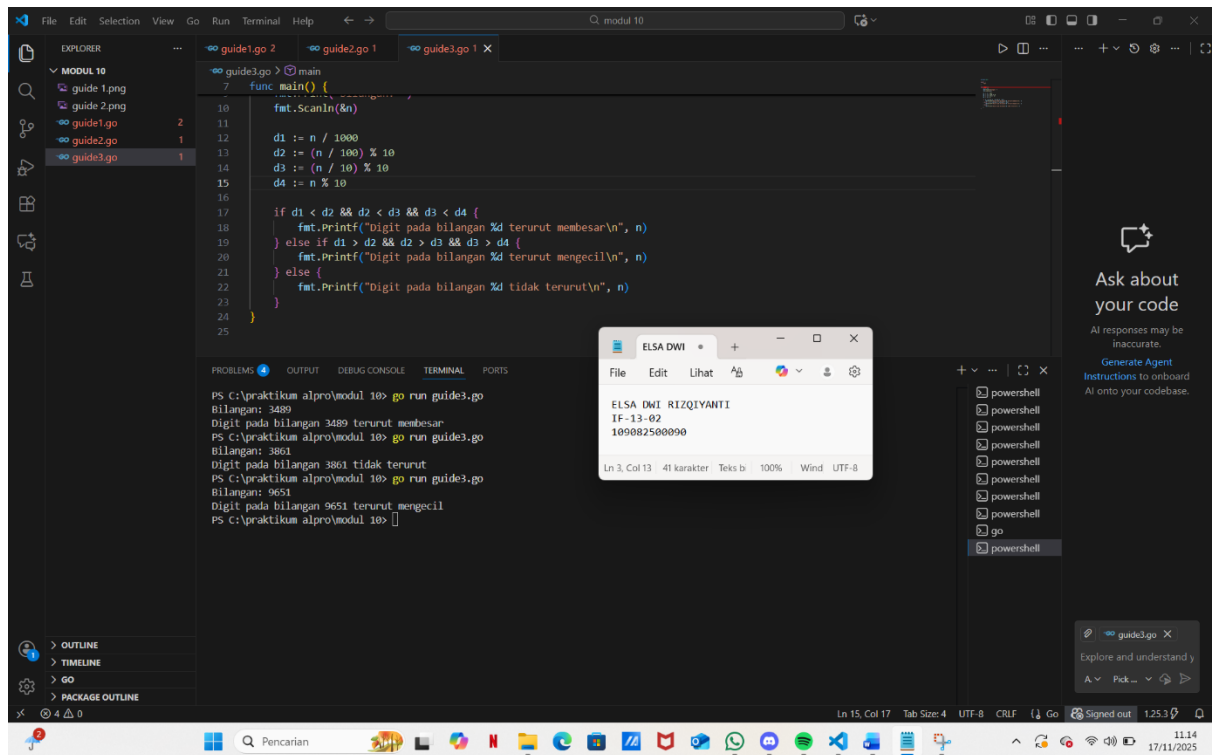 File Edit Selection View Go Run Terminal Help
modul 10
EXPLORER
MODUL 10
guide 1.png
guide 2.png
guide1.go 2
guide2.go 1
guide3.go 1
guide1.go 2 guide2.go 1 guide3.go 1
guide3.go > main
7 func main() {
10 fmt.Scanln(&n)
11
12 d1 := n / 1000
13 d2 := (n / 100) % 10
14 d3 := (n / 10) % 10
15 d4 := n % 10
16
17 if d1 < d2 && d2 < d3 && d3 < d4 {
18 fmt.Printf("Digit pada bilangan %d terurut membesar\n", n)
19 } else if d1 > d2 && d2 > d3 && d3 > d4 {
20 fmt.Printf("Digit pada bilangan %d terurut mengecil\n", n)
21 } else {
22 fmt.Printf("Digit pada bilangan %d tidak terurut\n", n)
23 }
24 }
25
PROBLEMS 4 OUTPUT DEBUG CONSOLE TERMINAL PORTS
PS C:\praktikum alpro\modul 10> go run guide3.go
Bilangan: 3489
Digit pada bilangan 3489 terurut membesar
PS C:\praktikum alpro\modul 10> go run guide3.go
Bilangan: 3861
Digit pada bilangan 3861 tidak terurut
PS C:\praktikum alpro\modul 10> go run guide3.go
Bilangan: 9651
Digit pada bilangan 9651 terurut mengecil
PS C:\praktikum alpro\modul 10>
ELSA DWI
File Edit Lihat
ELSA DWI RIZQIYANTI
IF-13-02
109082500090
Ln 3, Col 13 41 karakter Teks bi 100% Wind UTF-8
powershell
powershell
powershell
powershell
powershell
powershell
powershell
powershell
go
powershell
Ask about
your code
AI responses may be
inaccurate.
Generate Agent
Instructions to onboard
AI onto your codebase.
guide3.go
Explore and understand y
A Pick...
OUTLINE
TIMELINE
GO
PACKAGE OUTLINE
4 0
Ln 15, Col 17 Tab Size: 4 UTF-8 CRLF Go Signed out 1.25.3
2
Pencarian
11.14
17/11/2025